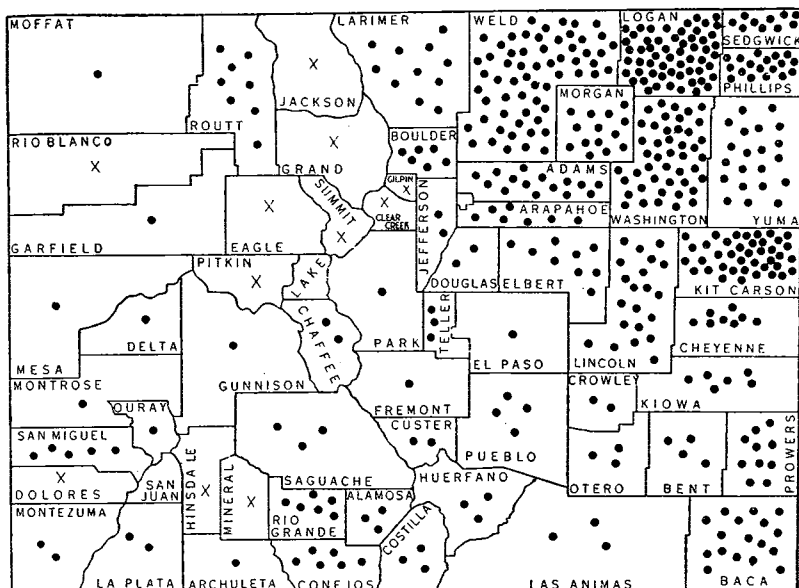 MOFFAT
LARIMER
WELD
LOGAN
SEDGWICK
PHILLIPS
JACKSON
ROUTT
MORGAN
RIO BLANCO
GRAND
BOULDER
GILPIN
SUMMIT
CLEAR
CREEK
JEFFERSON
ADAMS
ARAPAHOE
WASHINGTON
YUMA
GARFIELD
EAGLE
PITKIN
LAKE
DOUGLAS
ELBERT
KIT CARSON
CHAFFEE
PARK
TELLER
MESA
DELTA
EL PASO
LINCOLN
CHEYENNE
MONTROSE
GUNNISON
CROWLEY
OURAY
FREMONT
KIOWA
CUSTER
SAN MIGUEL
PUEBLO
PROWERS
DOLORES
SAN
JUAN
HINSDALE
MINERAL
SAGUACHE
HUERFANO
OTERO
BENT
MONTEZUMA
RIO
GRANDE
ALAMOSA
COSTILLA
LA PLATA
ARCHULETA
CONEJOS
LAS ANIMAS
BACA